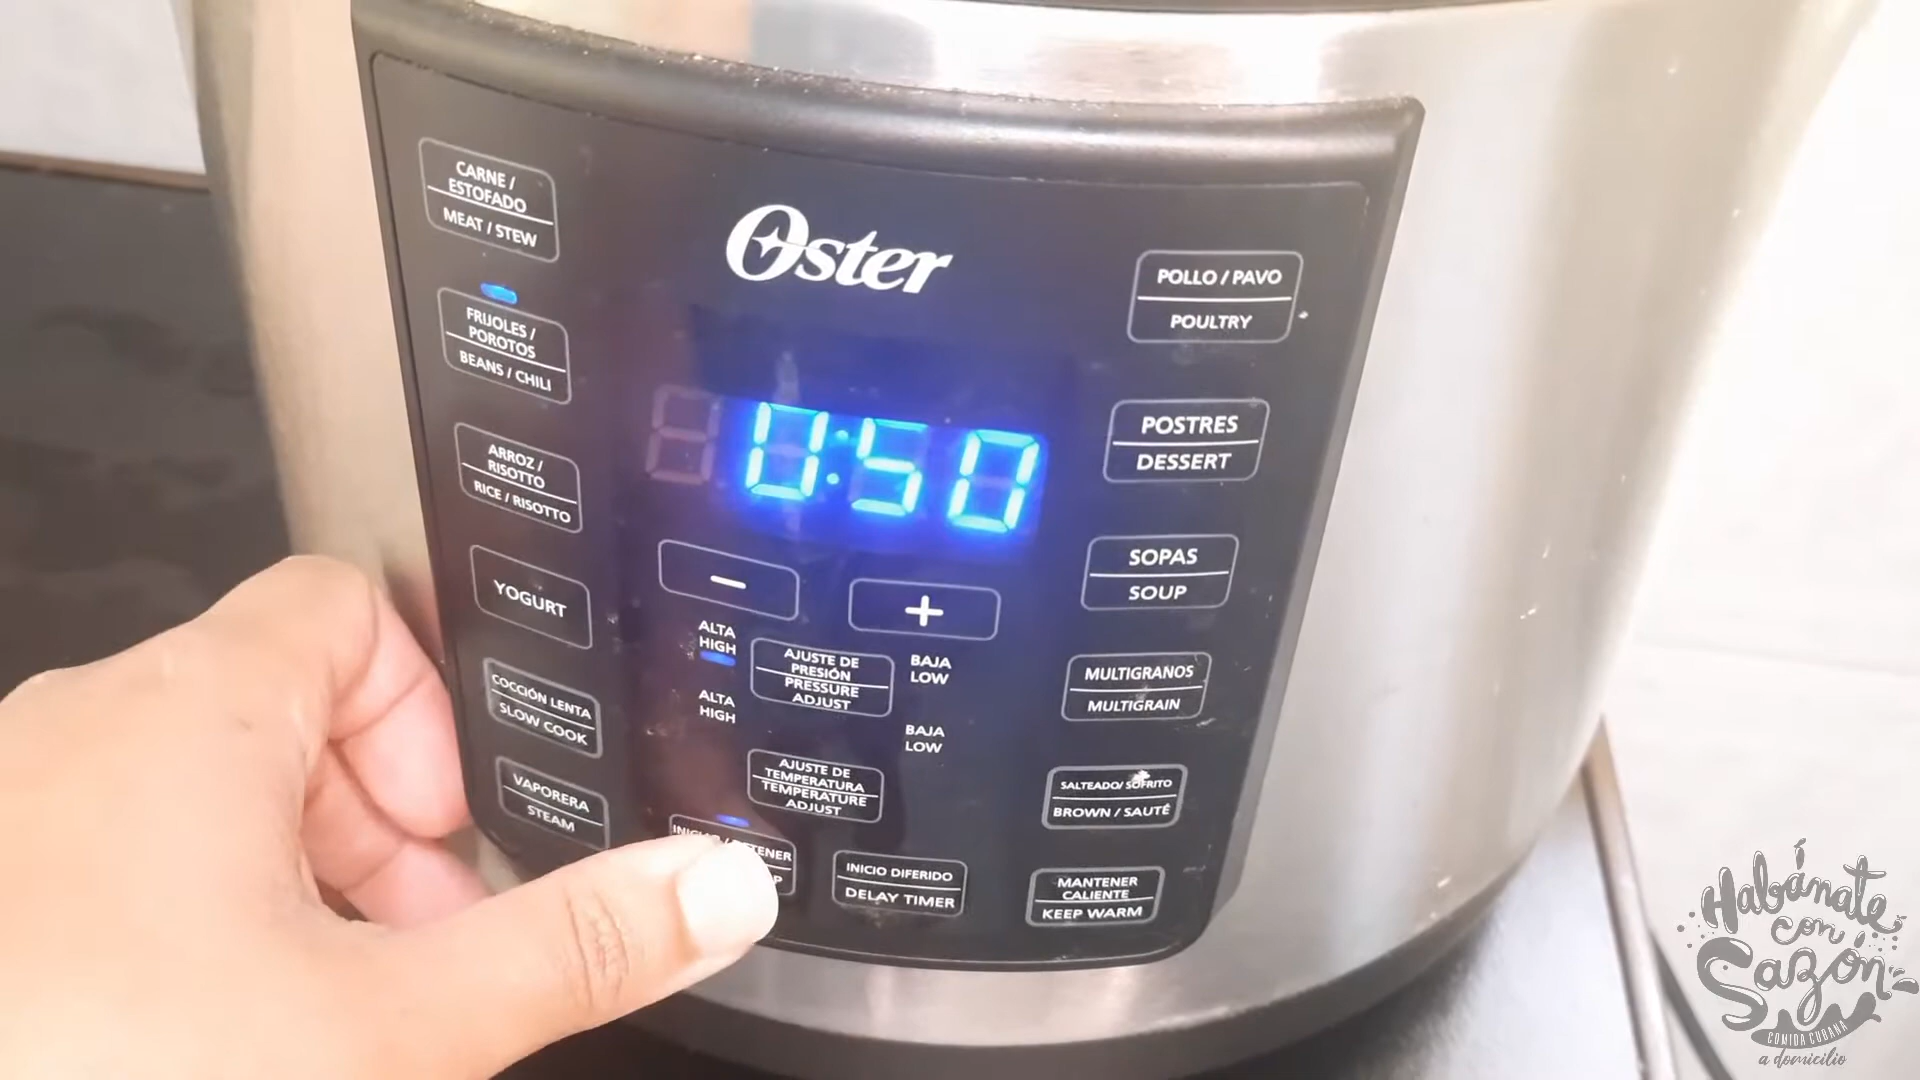 CARNE /
ESTOFADO
MEAT / STEW
FRIJOLES /
POROTOS
BEANS / CHILI
ARROZ /
RISOTTO
RICE / RISOTTO
YOGURT
COCCIÓN LENTA
SLOW COOK
VAPORERA
STEAM
Oster
0:50
−
+
ALTA
HIGH
AJUSTE DE
PRESIÓN
PRESSURE
ADJUST
BAJA
LOW
ALTA
HIGH
BAJA
LOW
AJUSTE DE
TEMPERATURA
TEMPERATURE
ADJUST
INICIO DIFERIDO
DELAY TIMER
POLLO / PAVO
POULTRY
POSTRES
DESSERT
SOPAS
SOUP
MULTIGRANOS
MULTIGRAIN
SALTEADO/ SOFRITO
BROWN / SAUTÉ
MANTENER
CALIENTE
KEEP WARM
Habánate
con
Sazón
COMIDA CUBANA
a domicilio